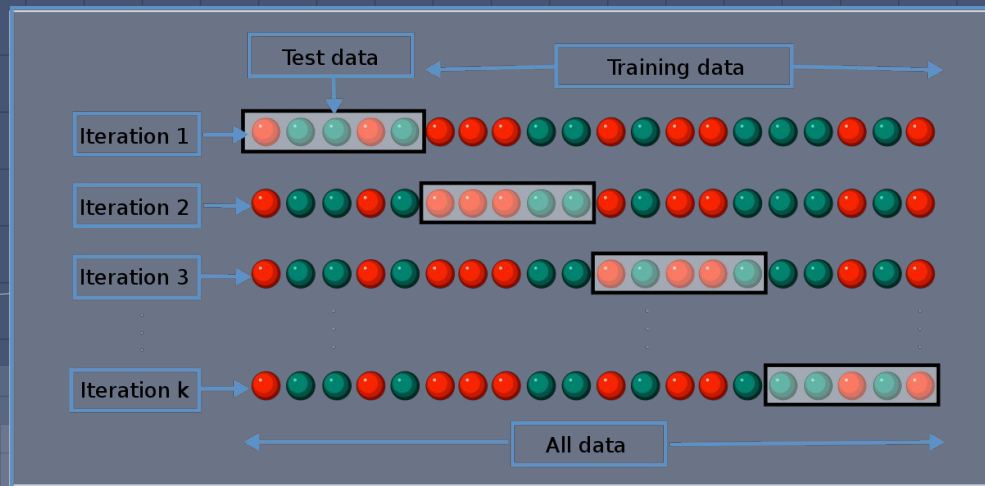 Test data
Training data
Iteration 1
Iteration 2
Iteration 3
Iteration k
All data